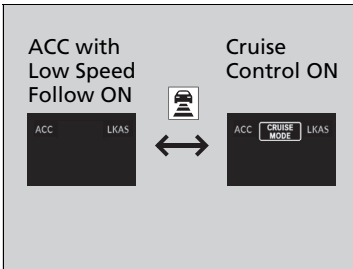 ACC with
Low Speed
Follow ON
Cruise
Control ON
ACC LKAS
ACC CRUISE MODE LKAS